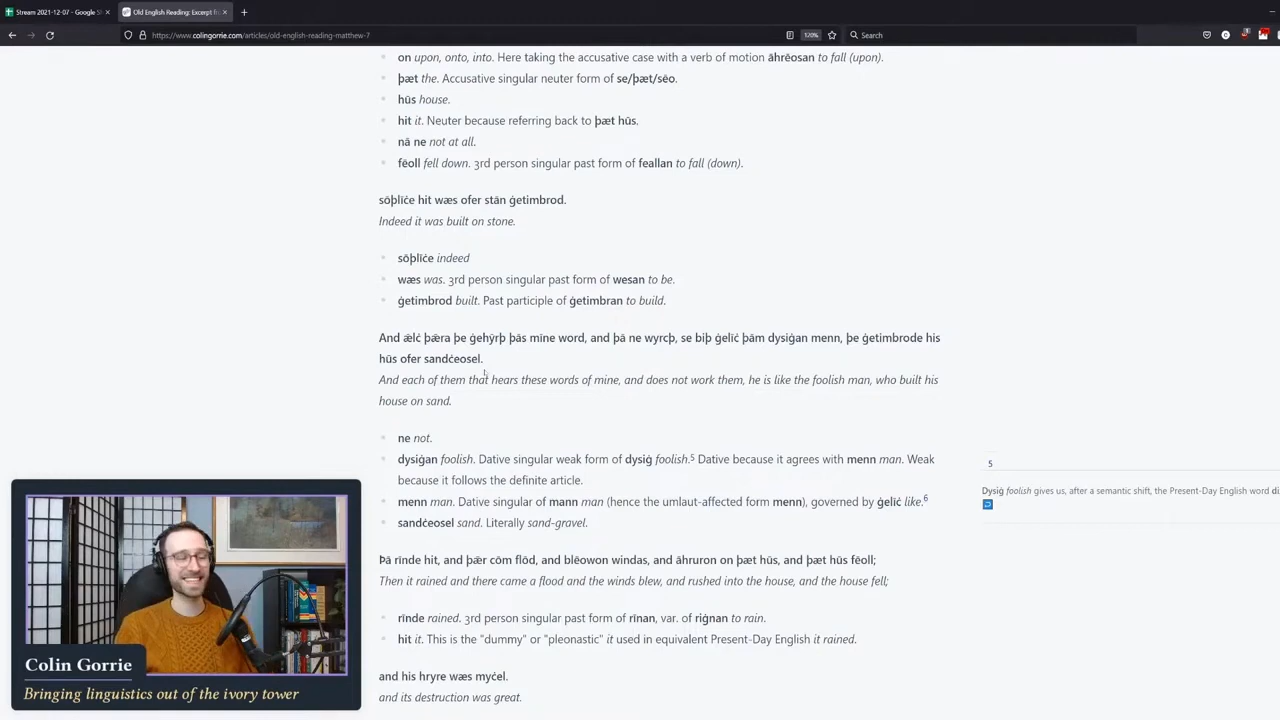 Stream 2021-12-07 - Google Sh
Old English Reading: Excerpt fro
https://www.colingorrie.com/articles/old-english-reading-matthew-7
120%
Search
on upon, onto, into. Here taking the accusative case with a verb of motion āhrēosan to fall (upon).
þæt the. Accusative singular neuter form of se/þæt/sēo.
hūs house.
hit it. Neuter because referring back to þæt hūs.
nā ne not at all.
fēoll fell down. 3rd person singular past form of feallan to fall (down).
sōþlīċe hit wæs ofer stān ġetimbrod.
Indeed it was built on stone.
sōþlīċe indeed
wæs was. 3rd person singular past form of wesan to be.
ġetimbrod built. Past participle of ġetimbran to build.
And ǣlċ þǣra þe ġehȳrþ þās mīne word, and þā ne wyrcþ, se biþ ġelīċ þām dysiġan menn, þe ġetimbrode his
hūs ofer sandċeosel.
And each of them that hears these words of mine, and does not work them, he is like the foolish man, who built his
house on sand.
ne not.
dysiġan foolish. Dative singular weak form of dysiġ foolish.5 Dative because it agrees with menn man. Weak
because it follows the definite article.
menn man. Dative singular of mann man (hence the umlaut-affected form menn), governed by ġelīċ like.6
sandċeosel sand. Literally sand-gravel.
5
Dysiġ foolish gives us, after a semantic shift, the Present-Day English word di
Þā rīnde hit, and þǣr cōm flōd, and blēowon windas, and āhruron on þæt hūs, and þæt hūs fēoll;
Then it rained and there came a flood and the winds blew, and rushed into the house, and the house fell;
rīnde rained. 3rd person singular past form of rīnan, var. of riġnan to rain.
hit it. This is the "dummy" or "pleonastic" it used in equivalent Present-Day English it rained.
and his hryre wæs myċel.
and its destruction was great.
Colin Gorrie
Bringing linguistics out of the ivory tower